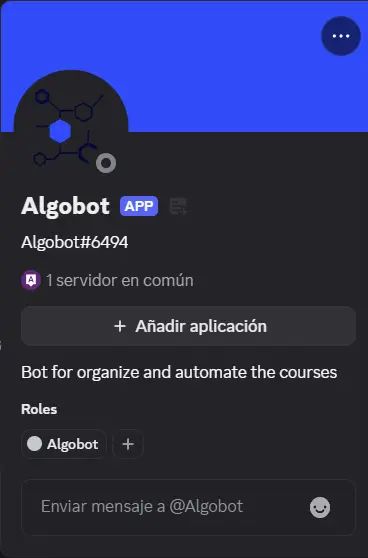 Algobot APP
Algobot#6494
1 servidor en común
+ Añadir aplicación
Bot for organize and automate the courses
Roles
Algobot +
Enviar mensaje a @Algobot